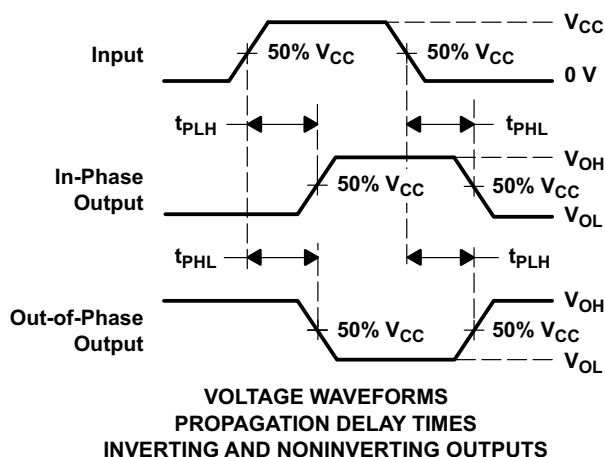 Input
50% VCC
50% VCC
VCC
0 V
tPLH
tPHL
In-Phase
Output
50% VCC
50% VCC
VOH
VOL
tPHL
tPLH
Out-of-Phase
Output
50% VCC
50% VCC
VOH
VOL
VOLTAGE WAVEFORMS
PROPAGATION DELAY TIMES
INVERTING AND NONINVERTING OUTPUTS